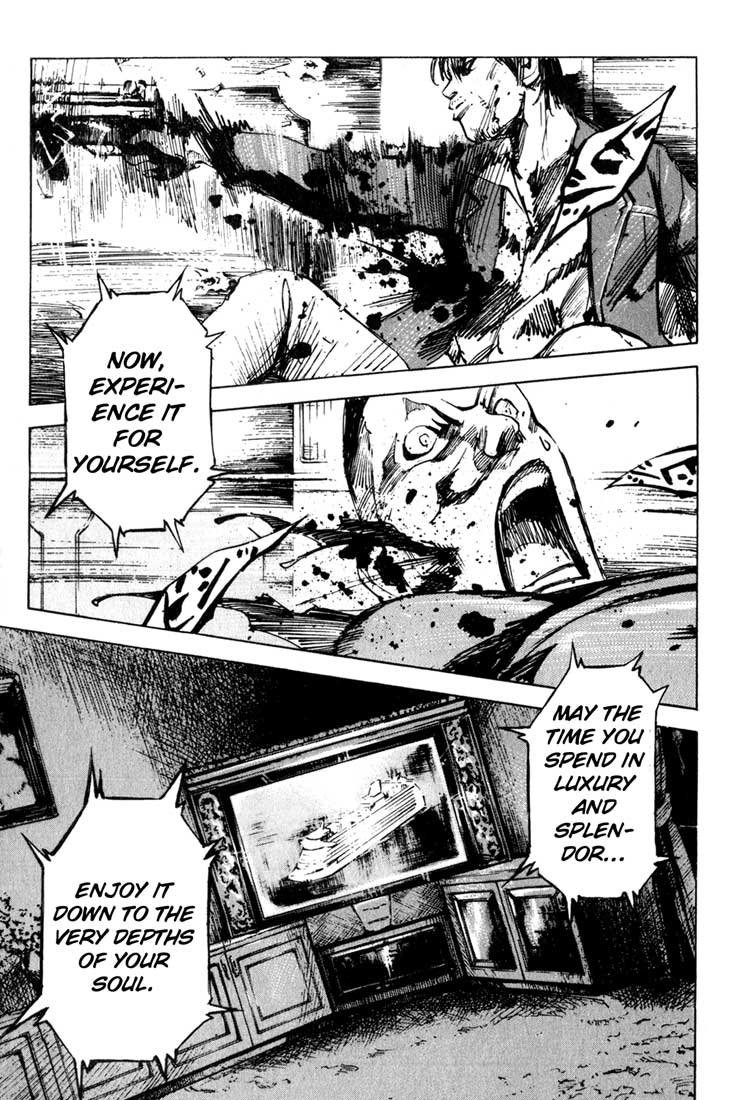 NOW,
EXPERI-
ENCE IT
FOR
YOURSELF.
MAY THE
TIME YOU
SPEND IN
LUXURY
AND
SPLEN-
DOR...
ENJOY IT
DOWN TO THE
VERY DEPTHS
OF YOUR
SOUL.